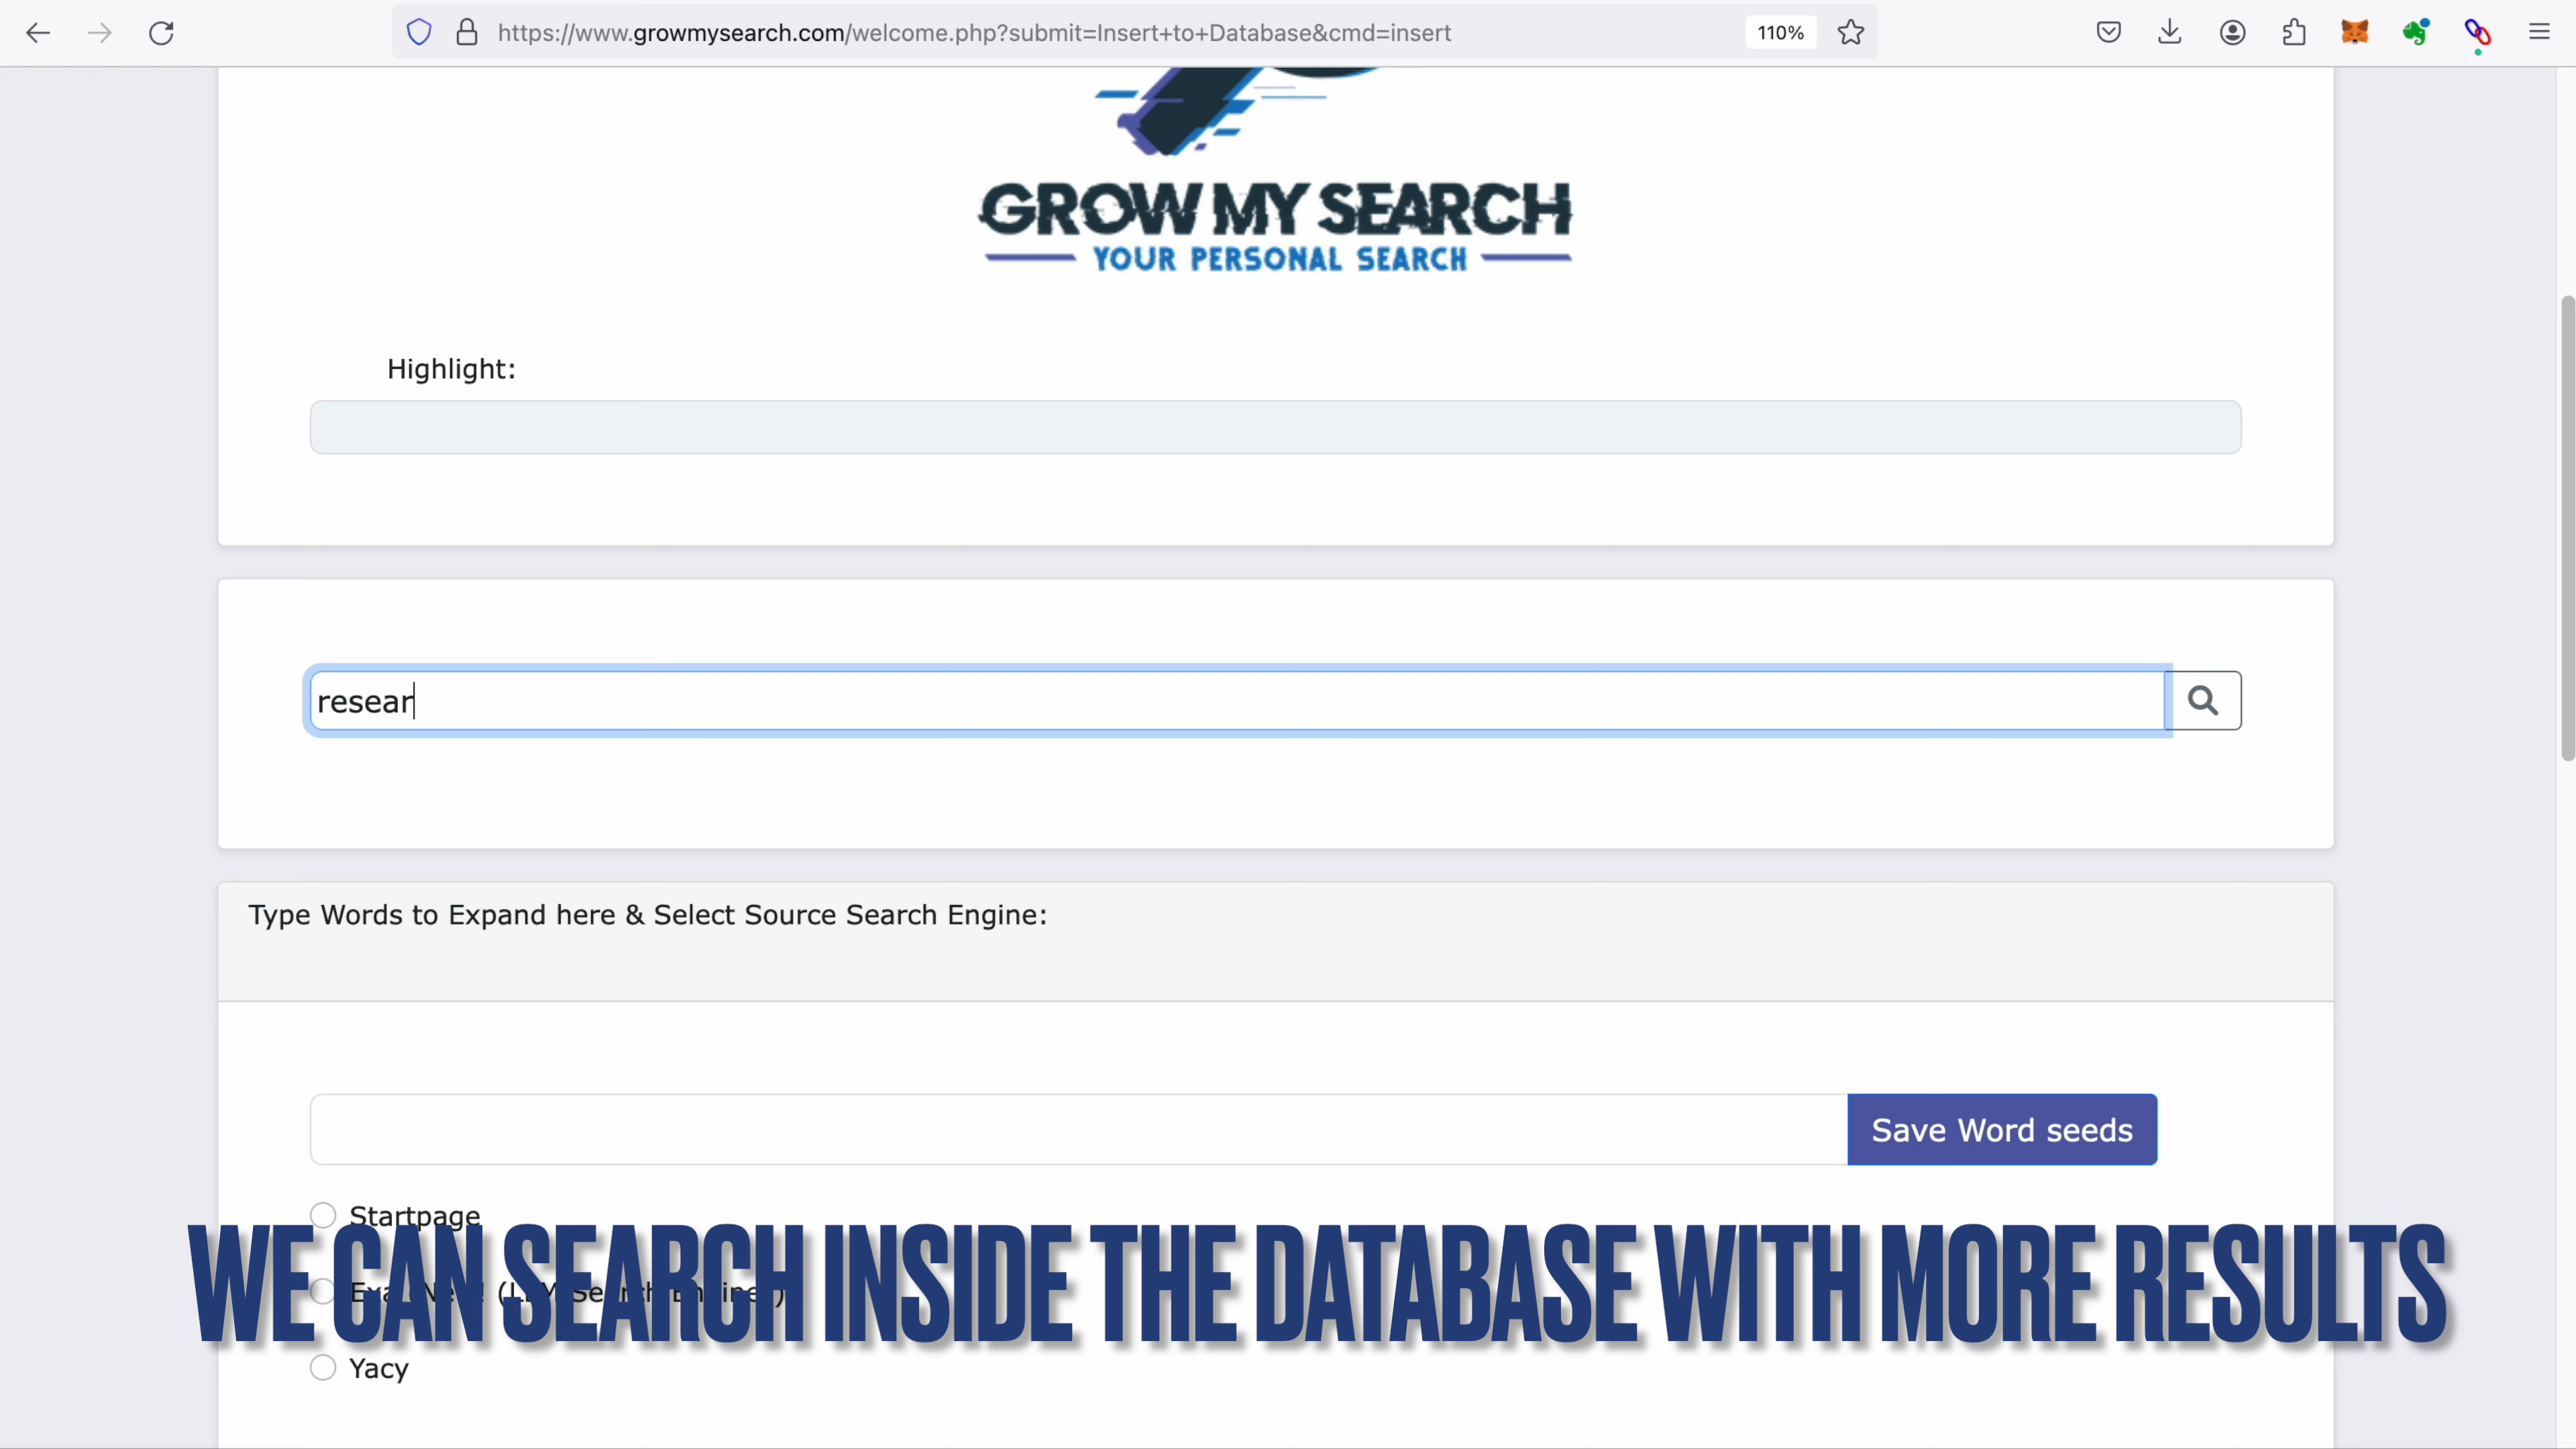 https://www.growmysearch.com/welcome.php?submit=Insert+to+Database&cmd=insert
110%
GROW MY SEARCH
YOUR PERSONAL SEARCH
Highlight:
resear
Type Words to Expand here & Select Source Search Engine:
Save Word seeds
Startpage
WE CAN SEARCH INSIDE THE DATABASE WITH MORE RESULTS
Yacy